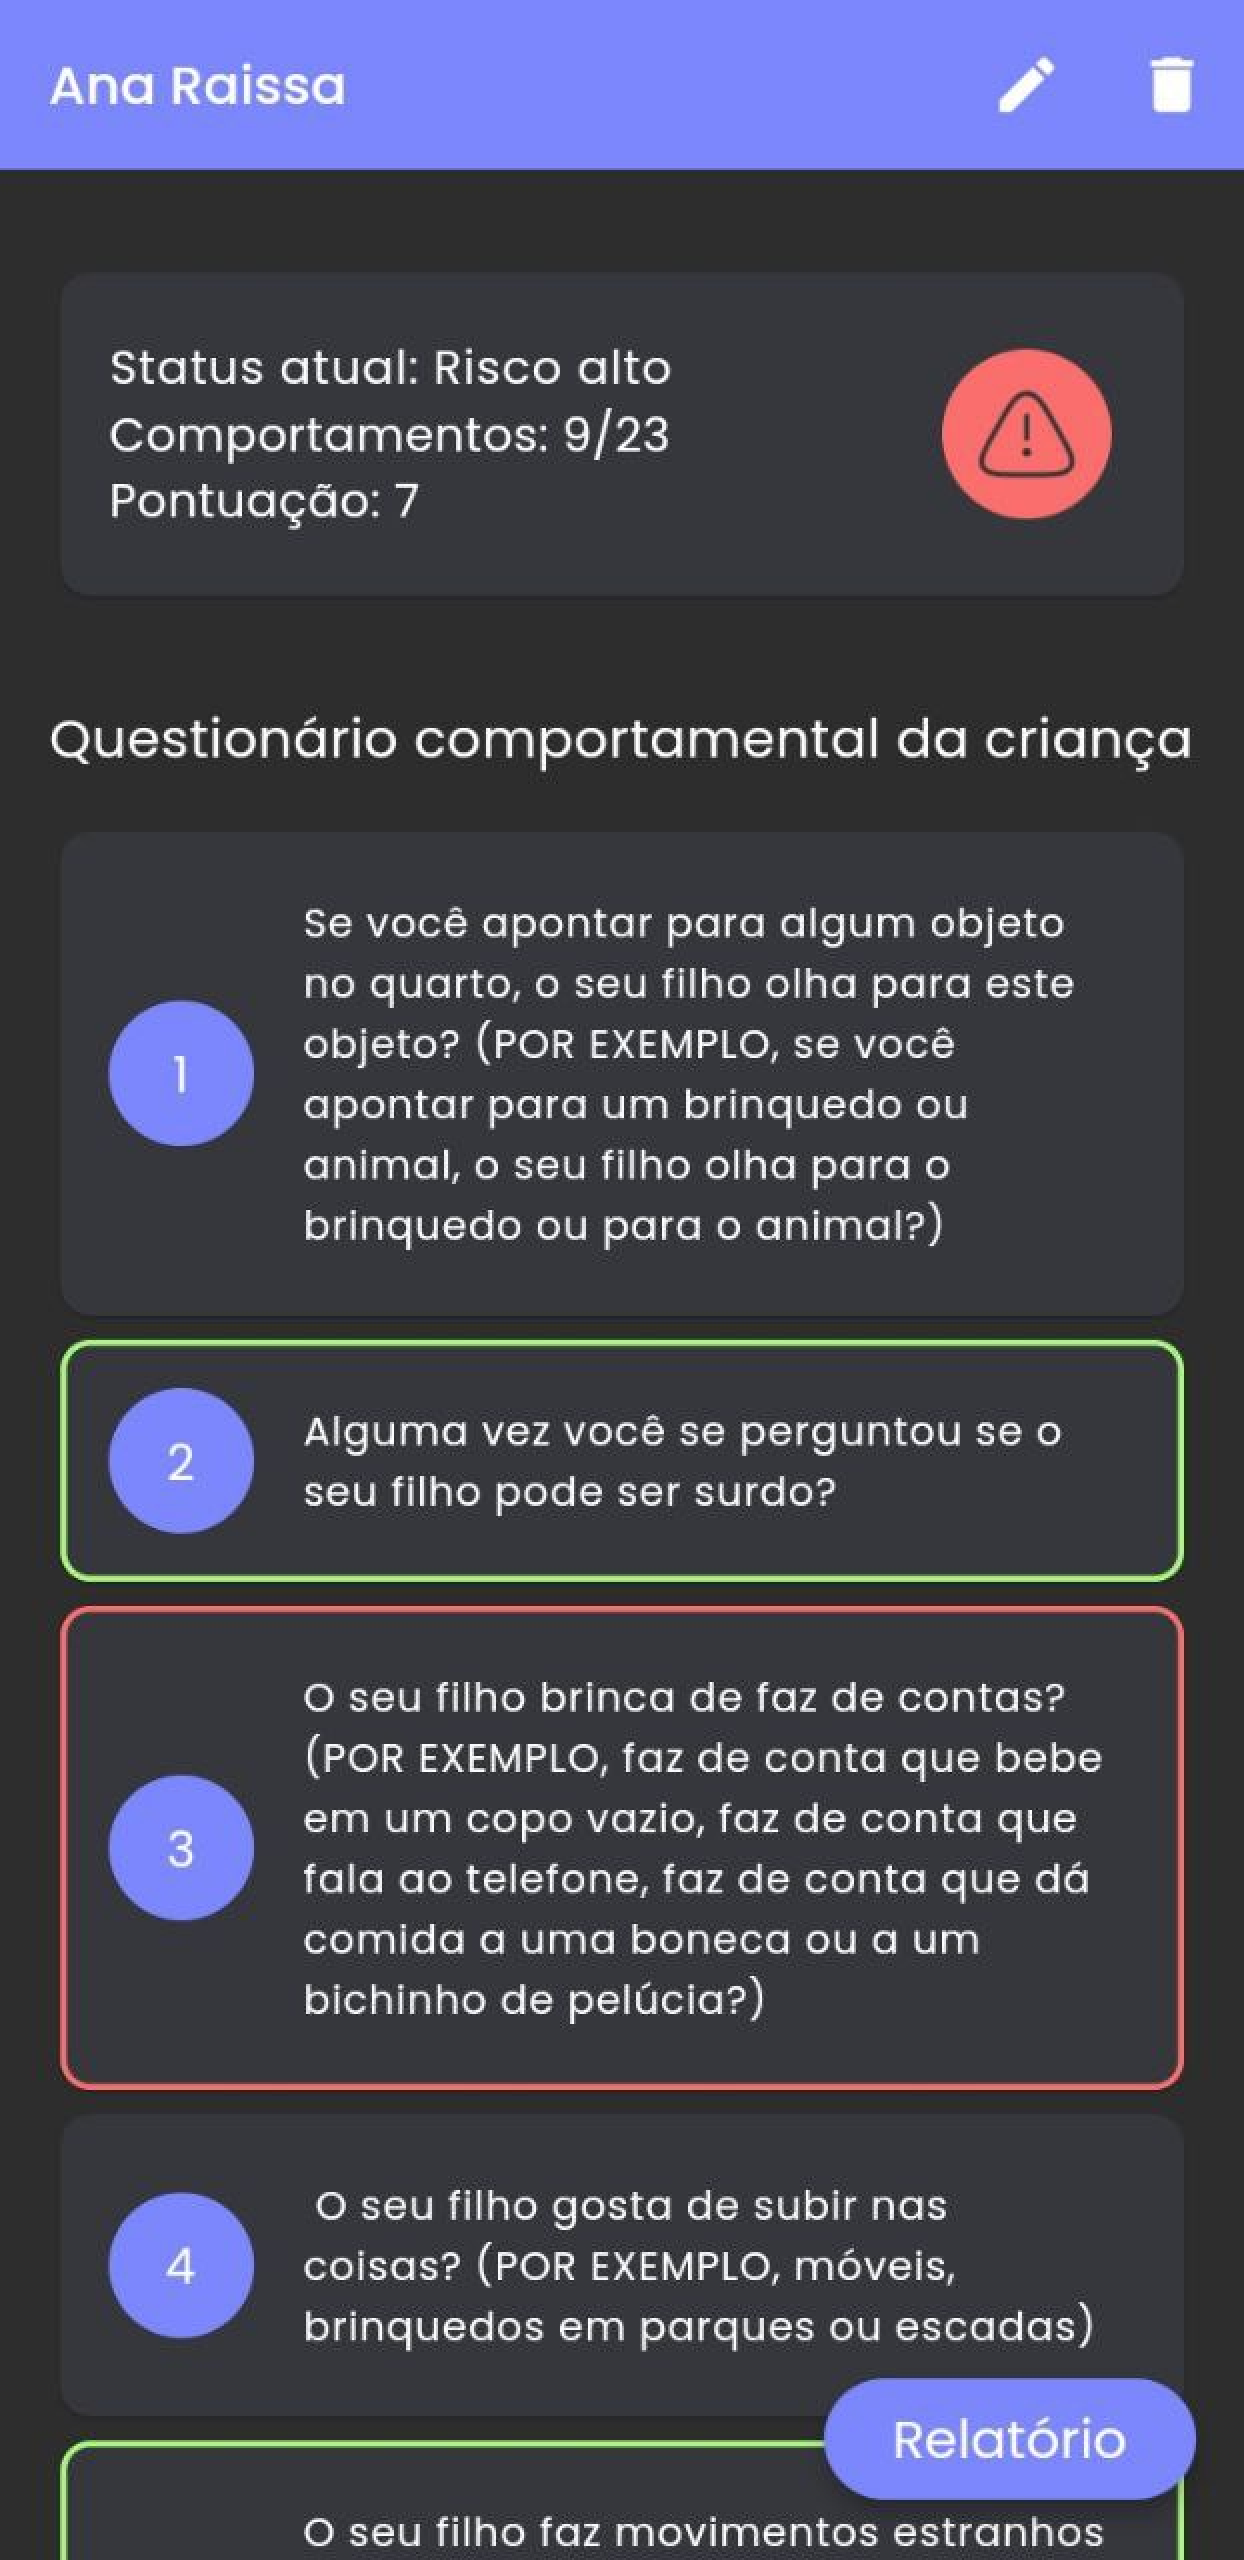 Ana Raissa
Status atual: Risco alto
Comportamentos: 9/23
Pontuação: 7
Questionário comportamental da criança
1
Se você apontar para algum objeto
no quarto, o seu filho olha para este
objeto? (POR EXEMPLO, se você
apontar para um brinquedo ou
animal, o seu filho olha para o
brinquedo ou para o animal?)
2
Alguma vez você se perguntou se o
seu filho pode ser surdo?
3
O seu filho brinca de faz de contas?
(POR EXEMPLO, faz de conta que bebe
em um copo vazio, faz de conta que
fala ao telefone, faz de conta que dá
comida a uma boneca ou a um
bichinho de pelúcia?)
4
O seu filho gosta de subir nas
coisas? (POR EXEMPLO, móveis,
brinquedos em parques ou escadas)
Relatório
O seu filho faz movimentos estranhos